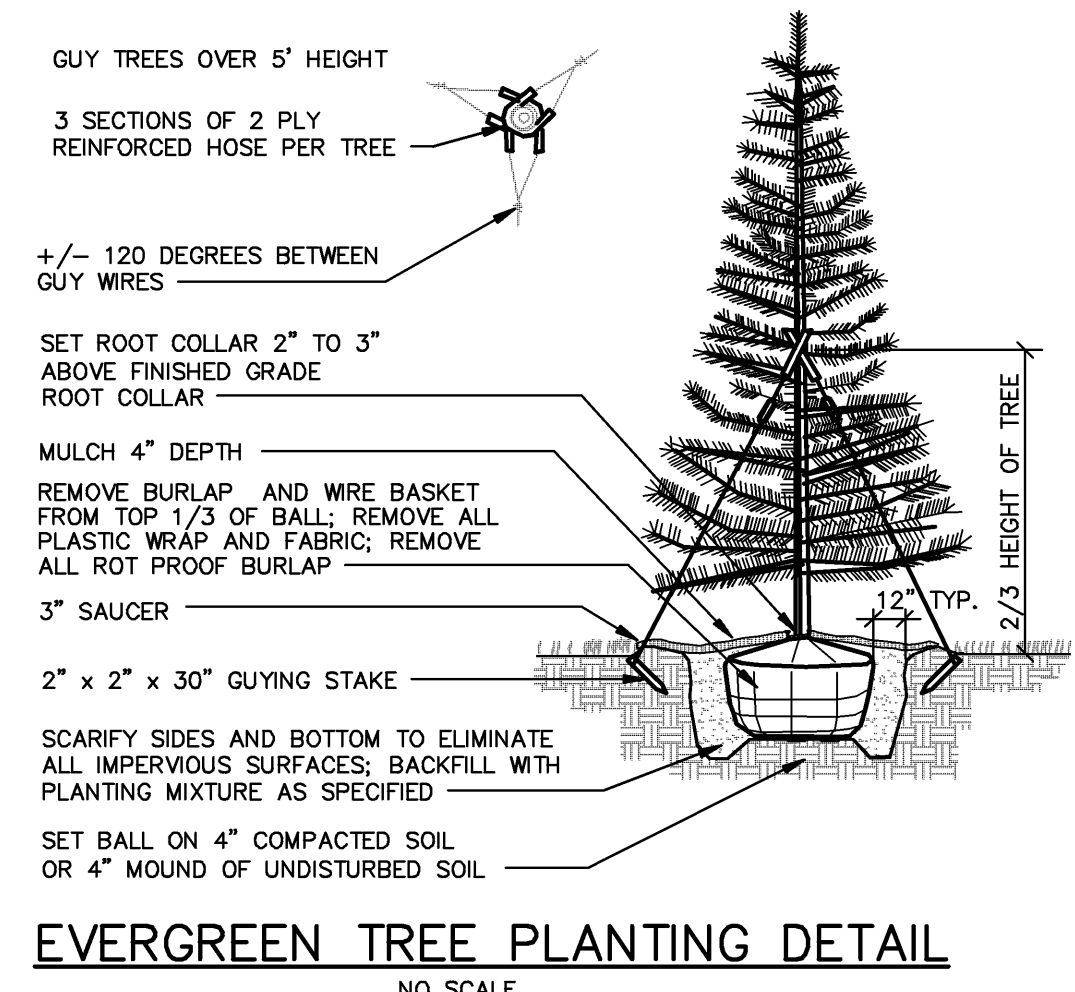 GUY TREES OVER 5' HEIGHT
3 SECTIONS OF 2 PLY
REINFORCED HOSE PER TREE
+/- 120 DEGREES BETWEEN
GUY WIRES
SET ROOT COLLAR 2" TO 3"
ABOVE FINISHED GRADE
ROOT COLLAR
MULCH 4" DEPTH
REMOVE BURLAP AND WIRE BASKET
FROM TOP 1/3 OF BALL; REMOVE ALL
PLASTIC WRAP AND FABRIC; REMOVE
ALL ROT PROOF BURLAP
3" SAUCER
2" x 2" x 30" GUYING STAKE
SCARIFY SIDES AND BOTTOM TO ELIMINATE
ALL IMPERVIOUS SURFACES; BACKFILL WITH
PLANTING MIXTURE AS SPECIFIED
SET BALL ON 4" COMPACTED SOIL
OR 4" MOUND OF UNDISTURBED SOIL
2/3 HEIGHT OF TREE
12" TYP.
EVERGREEN TREE PLANTING DETAIL
NO SCALE